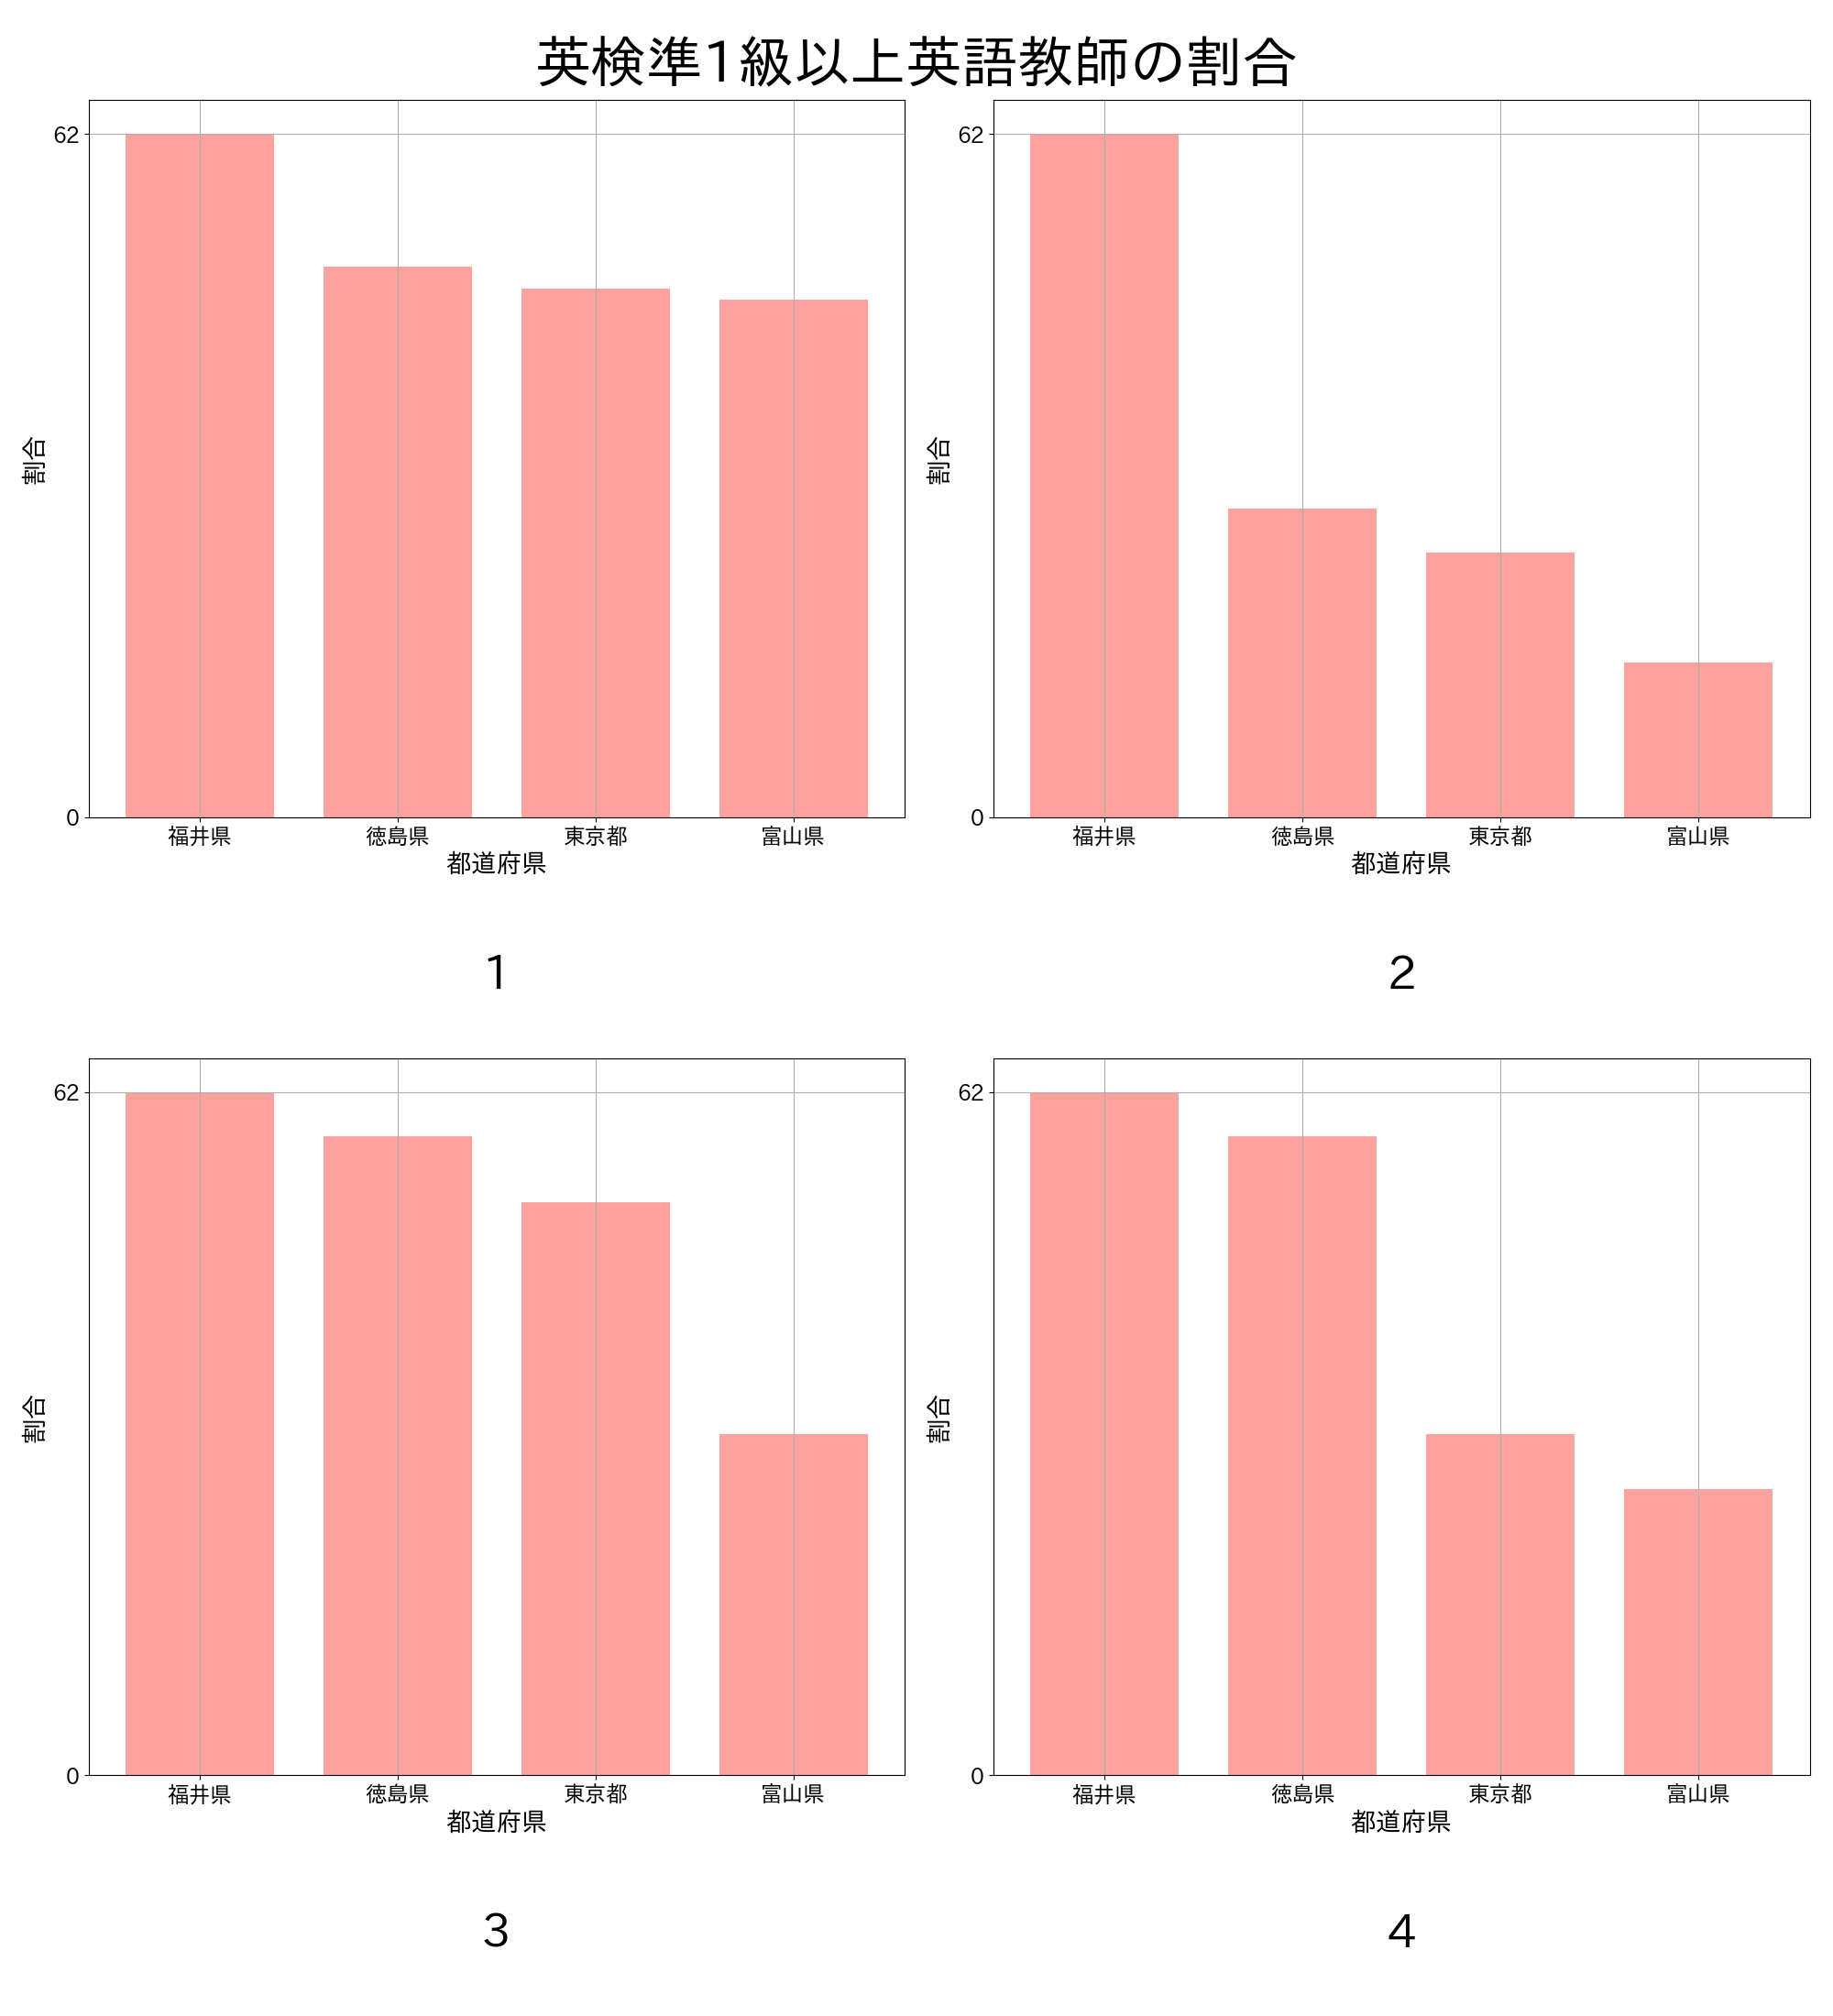 英検準1級以上英語教師の割合
62
0
割合
福井県 徳島県 東京都 富山県
都道府県
1
62
0
割合
福井県 徳島県 東京都 富山県
都道府県
2
62
0
割合
福井県 徳島県 東京都 富山県
都道府県
3
62
0
割合
福井県 徳島県 東京都 富山県
都道府県
4